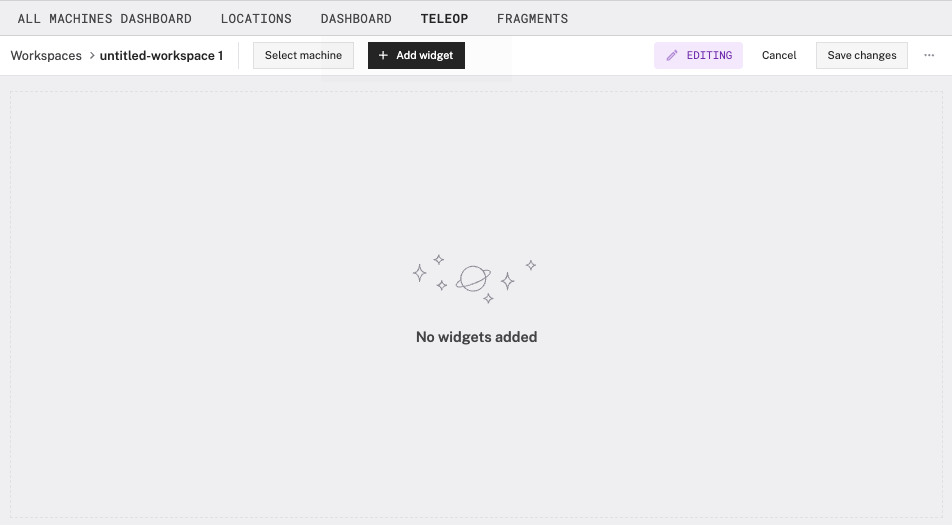 ALL MACHINES DASHBOARD LOCATIONS DASHBOARD TELEOP FRAGMENTS
Workspaces > untitled-workspace 1 Select machine + Add widget EDITING Cancel Save changes ...
No widgets added